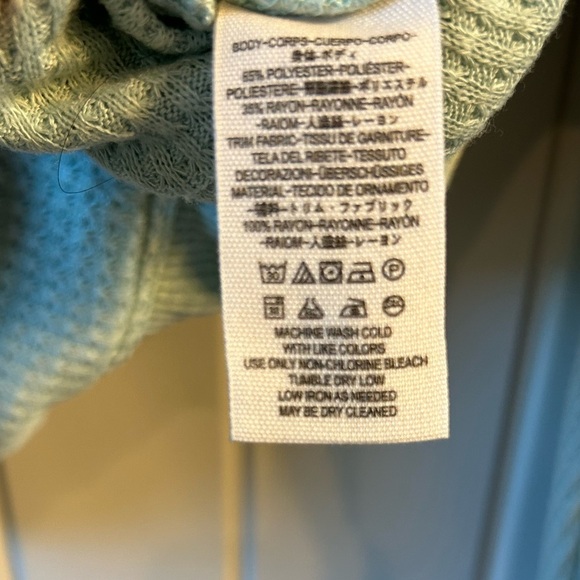 BODY-CORPS-CUERPO-CORPO-
身体-ボディ
65% POLYESTER-POLIÉSTER-
POLIESTERE-ポリエステル
35% RAYON-RAYONNE-RAYÓN
-RAIOM-人造絲-レーヨン
TRIM FABRIC-TISSU DE GARNITURE-
TELA DEL RIBETE-TESSUTO
DECORAZIONI-ÜBERSCHÜSSIGES
MATERIAL-TECIDO DE ORNAMENTO
-トリム・ファブリック
100% RAYON-RAYONNE-RAYÓN
-RAIOM-人造絲-レーヨン
MACHINE WASH COLD
WITH LIKE COLORS
USE ONLY NON-CHLORINE BLEACH
TUMBLE DRY LOW
LOW IRON AS NEEDED
MAY BE DRY CLEANED